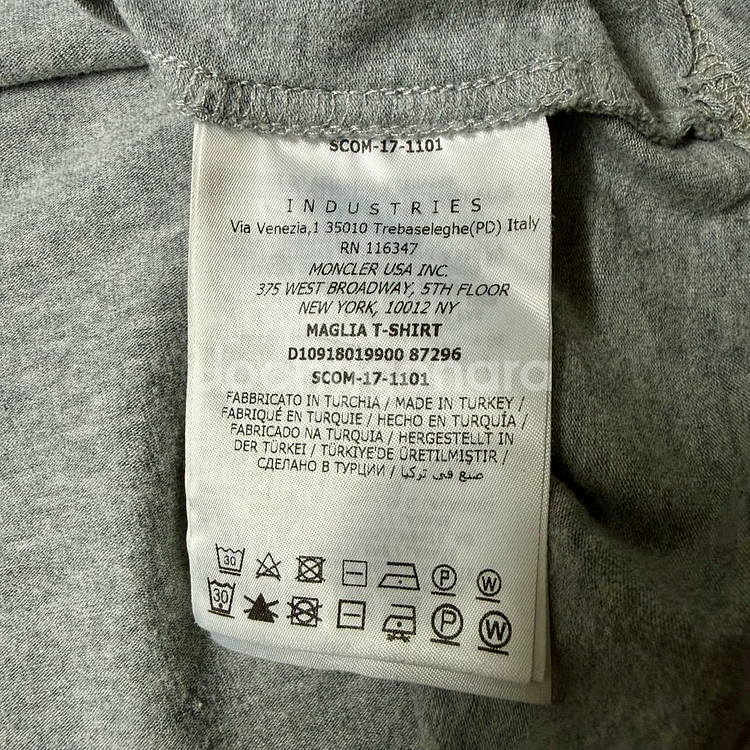 SCOM-17-1101
INDUSTRIES
Via Venezia,1 35010 Trebaseleghe(PD) Italy
RN 116347
MONCLER USA INC.
375 WEST BROADWAY, 5TH FLOOR
NEW YORK, 10012 NY
MAGLIA T-SHIRT
D10918019900 87296
SCOM-17-1101
FABBRICATO IN TURCHIA / MADE IN TURKEY /
FABRIQUÉ EN TURQUIE / HECHO EN TURQUÍA /
FABRICADO NA TURQUIA / HERGESTELLT IN
DER TÜRKEI / TÜRKİYE'DE ÜRETILMIŞTIR /
СДЕЛАНО В ТУРЦИИ / صنع في تركيا
30 P W
30 P W